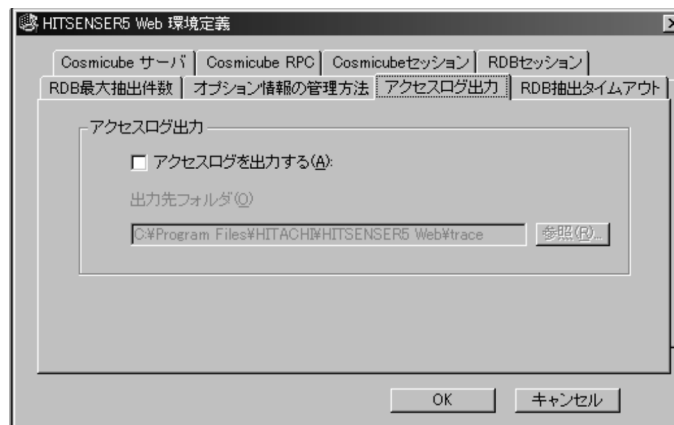 HITSENSER5 Web 環境定義
Cosmicube サーバ Cosmicube RPC Cosmicubeセッション RDBセッション
RDB最大抽出件数 オプション情報の管理方法 アクセスログ出力 RDB抽出タイムアウト
アクセスログ出力
アクセスログを出力する(A):
出力先フォルダ(O)
C:¥Program Files¥HITACHI¥HITSENSER5 Web¥trace 参照(R)...
OK キャンセル